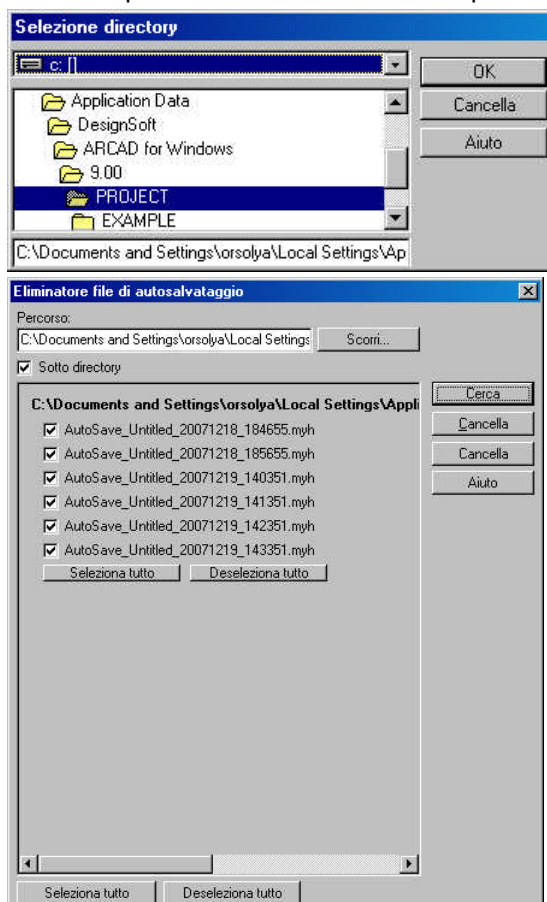 Selezione directory
c: []
OK
Application Data
Cancella
DesignSoft
Aiuto
ARCAD for Windows
9.00
PROJECT
EXAMPLE
C:\Documents and Settings\orsolya\Local Settings\Ap
Eliminatore file di autosalvataggio
Percorso:
C:\Documents and Settings\orsolya\Local Settings
Scorri...
Sotto directory
Cerca
C:\Documents and Settings\orsolya\Local Settings\Appli
Cancella
AutoSave_Untitled_20071218_184655.myh
AutoSave_Untitled_20071218_185655.myh
Cancella
AutoSave_Untitled_20071219_140351.myh
Aiuto
AutoSave_Untitled_20071219_141351.myh
AutoSave_Untitled_20071219_142351.myh
AutoSave_Untitled_20071219_143351.myh
Seleziona tutto Deseleziona tutto
Seleziona tutto Deseleziona tutto